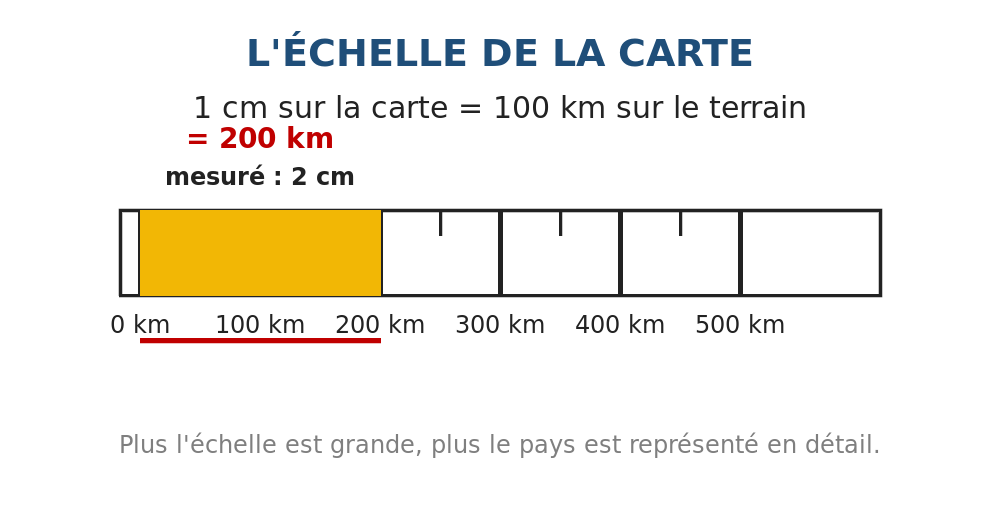 L'ÉCHELLE DE LA CARTE
1 cm sur la carte = 100 km sur le terrain
= 200 km
mesuré : 2 cm
0 km 100 km 200 km 300 km 400 km 500 km
Plus l'échelle est grande, plus le pays est représenté en détail.